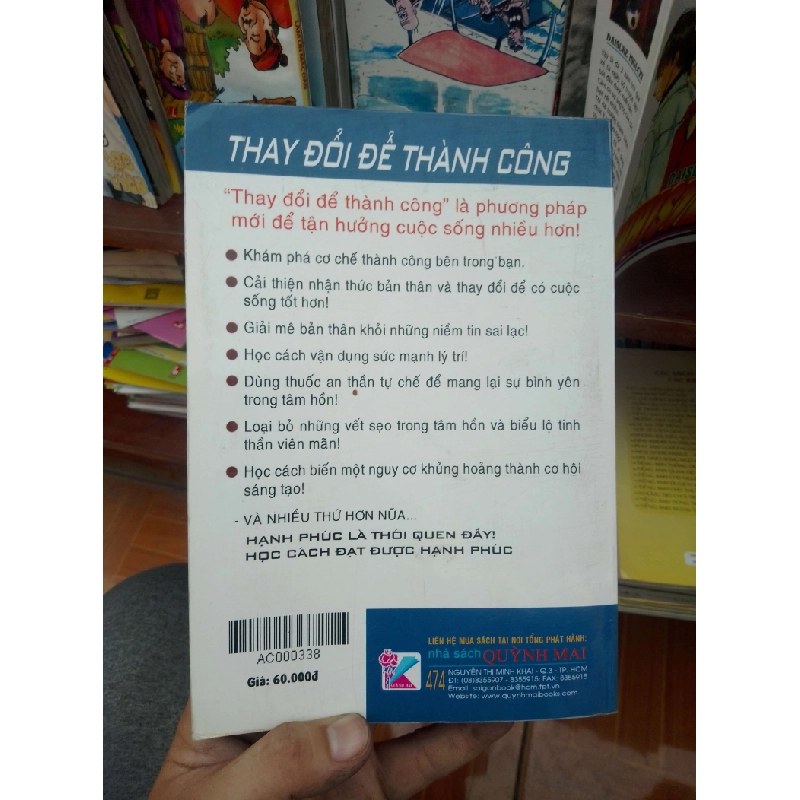 THAY ĐỔI ĐỂ THÀNH CÔNG
"Thay đổi để thành công" là phương pháp
mới để tận hưởng cuộc sống nhiều hơn!
Khám phá cơ chế thành công bên trong bạn.
Cải thiện nhận thức bản thân và thay đổi để có cuộc
sống tốt hơn!
Giải mê bản thân khỏi những niềm tin sai lạc!
Học cách vận dụng sức mạnh lý trí!
Dùng thuốc an thần tự chế để mang lại sự bình yên
trong tâm hồn!
Loại bỏ những vết sẹo trong tâm hồn và biểu lộ tinh
thần viên mãn!
Học cách biến một nguy cơ khủng hoảng thành cơ hội
sáng tạo!
- VÀ NHIỀU THỨ HƠN NỮA...
HẠNH PHÚC LÀ THÓI QUEN ĐẤY!
HỌC CÁCH ĐẠT ĐƯỢC HẠNH PHÚC
AC000338
Giá: 60.000đ
LIÊN HỆ MUA SÁCH TẠI NƠI TỔNG PHÁT HÀNH:
nhà sách QUỲNH MAI
474 NGUYỄN THỊ MINH KHAI - Q.3 - TP. HCM
Website: www.quynhmaibooks.com